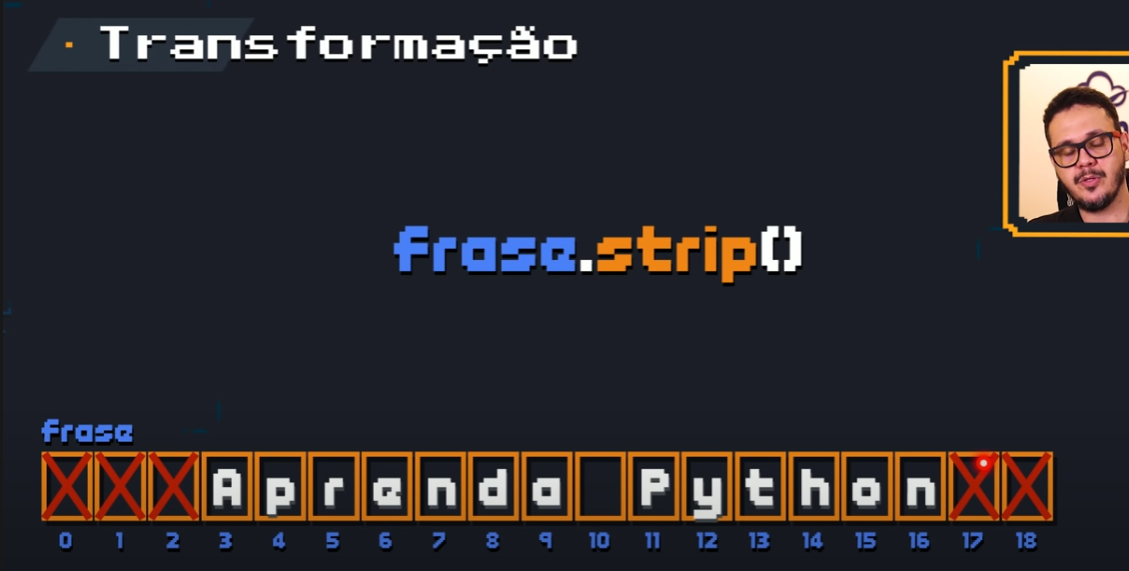 Transformação
frase.strip()
frase
Aprenda Python
0 1 2 3 4 5 6 7 8 9 10 11 12 13 14 15 16 17 18